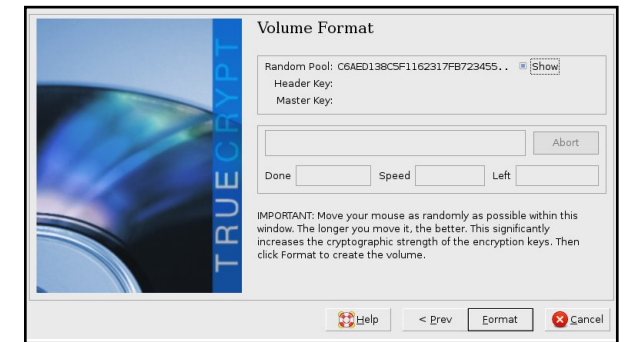 TRUECRYPT
Volume Format
Random Pool: C6AED138C5F1162317FB723455.. Show
Header Key:
Master Key:
Abort
Done Speed Left
IMPORTANT: Move your mouse as randomly as possible within this
window. The longer you move it, the better. This significantly
increases the cryptographic strength of the encryption keys. Then
click Format to create the volume.
Help < Prev Format Cancel